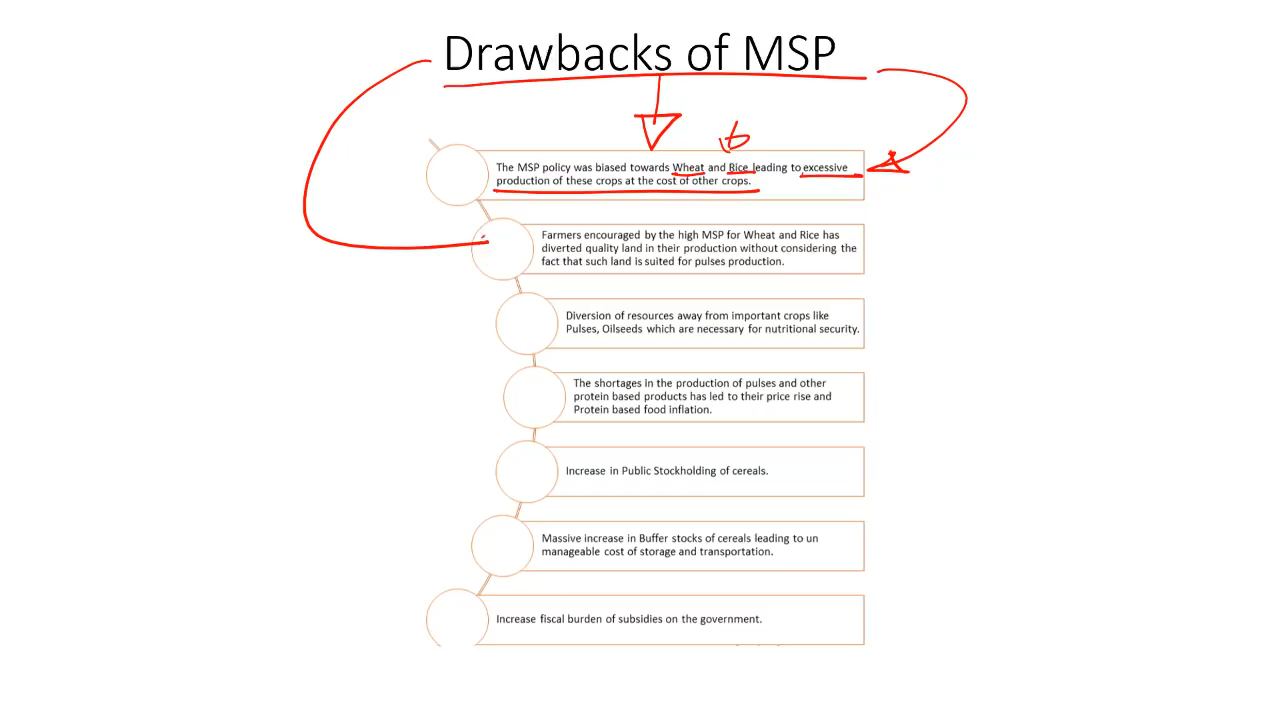 Drawbacks of MSP
The MSP policy was biased towards Wheat and Rice leading to excessive
production of these crops at the cost of other crops.
Farmers encouraged by the high MSP for Wheat and Rice has
diverted quality land in their production without considering the
fact that such land is suited for pulses production.
Diversion of resources away from important crops like
Pulses, Oilseeds which are necessary for nutritional security.
The shortages in the production of pulses and other
protein based products has led to their price rise and
Protein based food inflation.
Increase in Public Stockholding of cereals.
Massive increase in Buffer stocks of cereals leading to un
manageable cost of storage and transportation.
Increase fiscal burden of subsidies on the government.